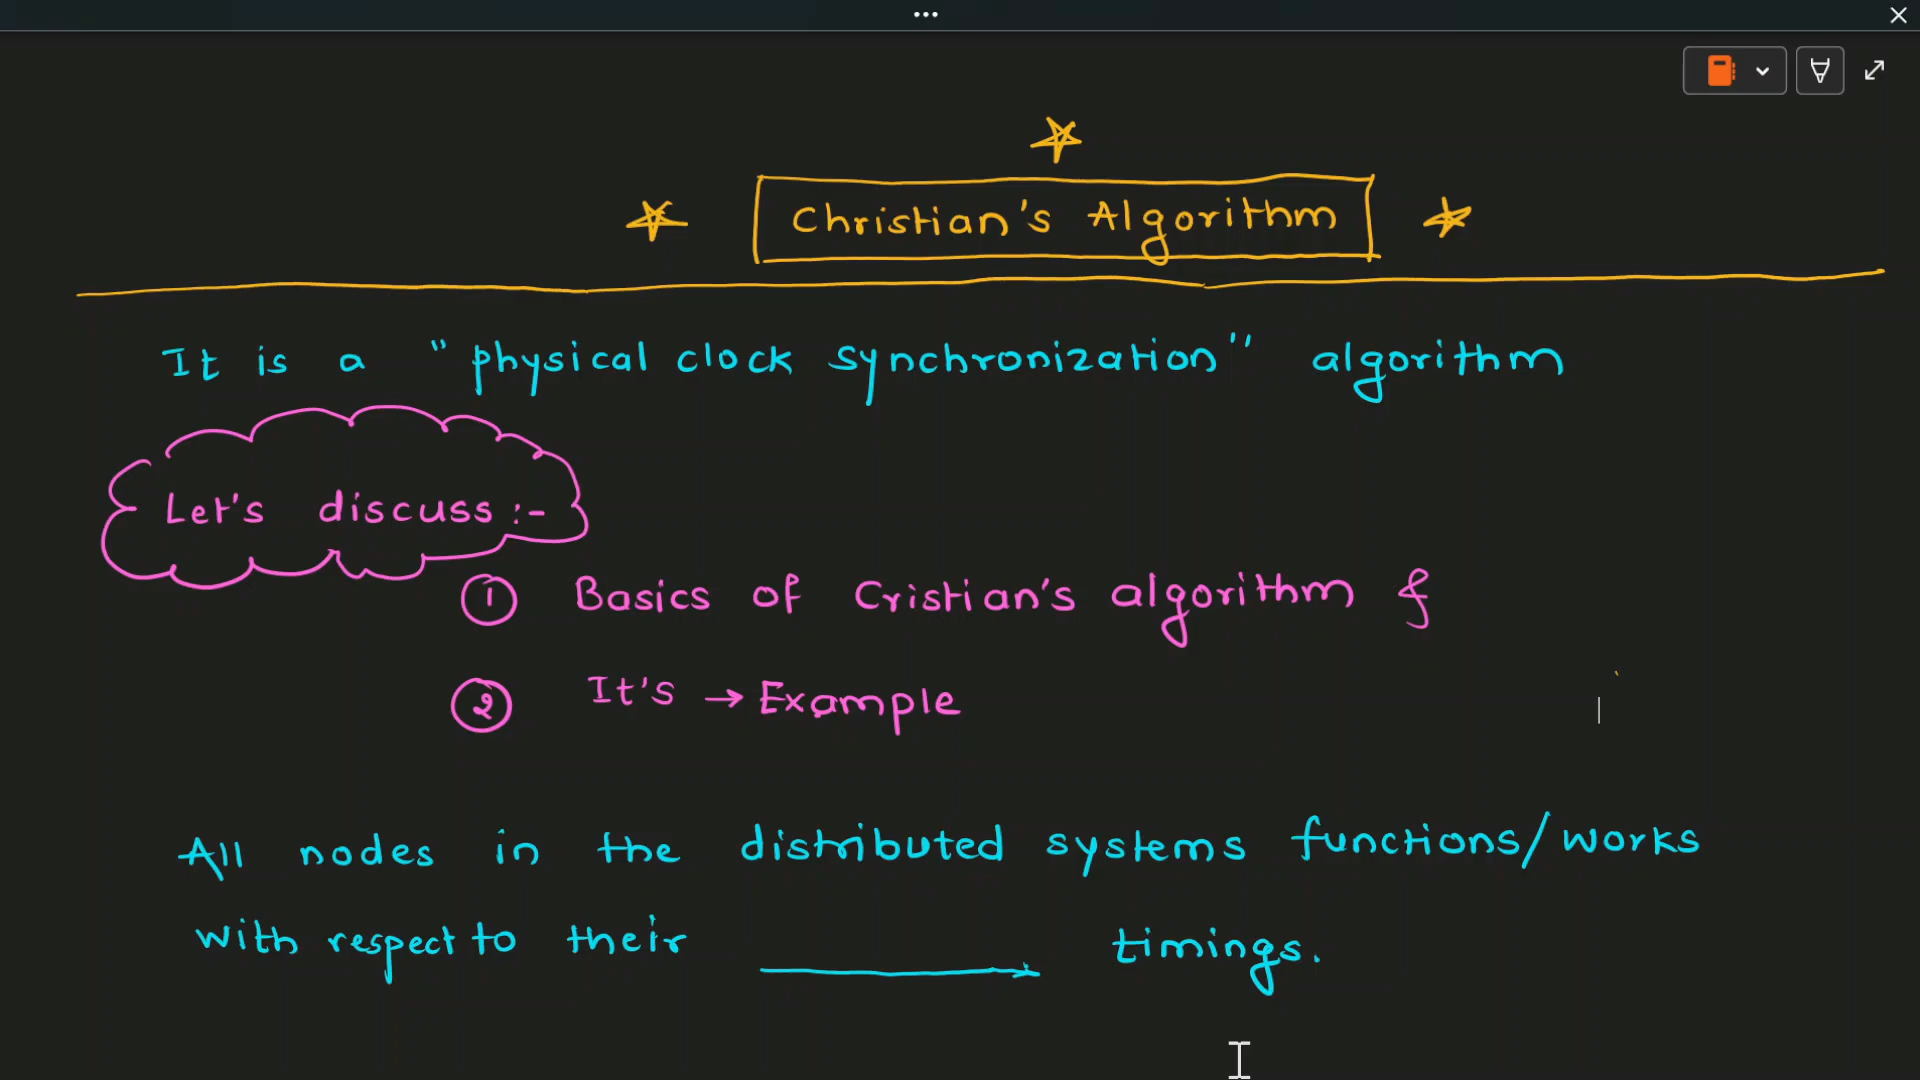 Christian's Algorithm
It is a "physical clock synchronization" algorithm
Let's discuss :-
1 Basics of Cristian's algorithm &
2 It's → Example
All nodes in the distributed systems functions/works
with respect to their ________ timings.